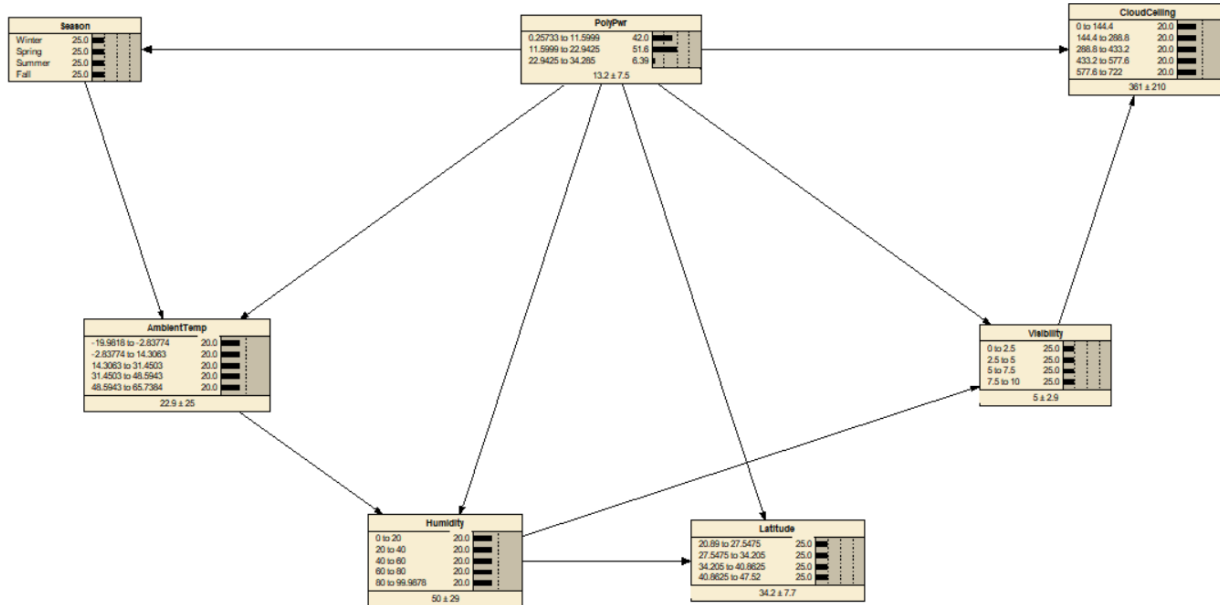 Season
Winter 25.0
Spring 25.0
Summer 25.0
Fall 25.0
PolyPwr
0.25733 to 11.5999 42.0
11.5999 to 22.9425 51.6
22.9425 to 34.285 6.39
13.2 ± 7.5
CloudCeiling
0 to 144.4 20.0
144.4 to 288.8 20.0
288.8 to 433.2 20.0
433.2 to 577.6 20.0
577.6 to 722 20.0
361 ± 210
AmbientTemp
-19.9818 to -2.83774 20.0
-2.83774 to 14.3063 20.0
14.3063 to 31.4503 20.0
31.4503 to 48.5943 20.0
48.5943 to 65.7384 20.0
22.9 ± 25
Visibility
0 to 2.5 25.0
2.5 to 5 25.0
5 to 7.5 25.0
7.5 to 10 25.0
5 ± 2.9
Humidity
0 to 20 20.0
20 to 40 20.0
40 to 60 20.0
60 to 80 20.0
80 to 99.9878 20.0
50 ± 29
Latitude
20.89 to 27.5475 25.0
27.5475 to 34.205 25.0
34.205 to 40.8625 25.0
40.8625 to 47.52 25.0
34.2 ± 7.7